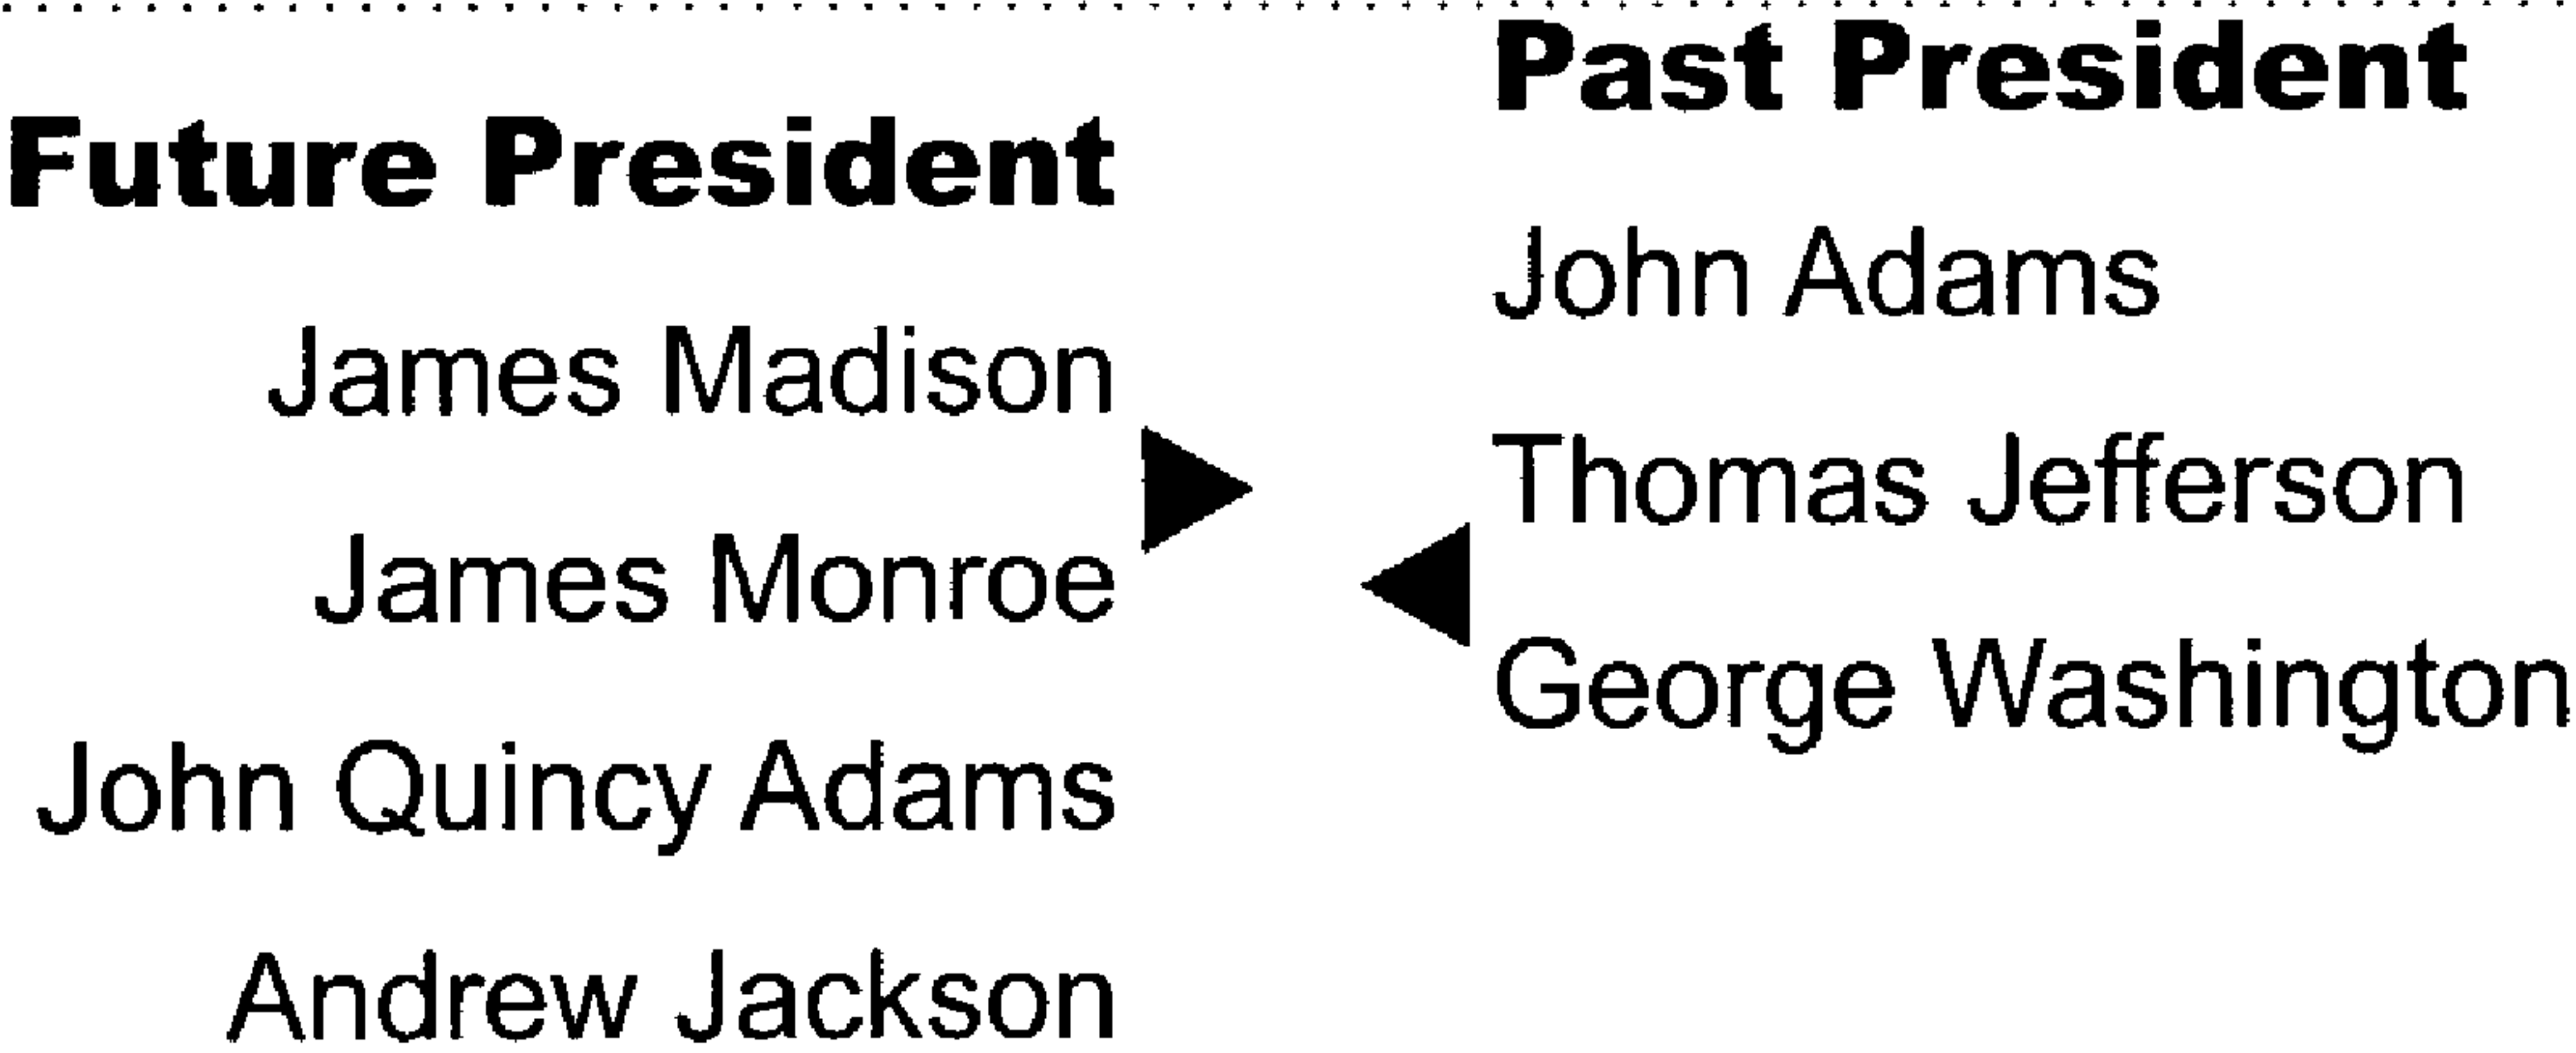 Future President
James Madison
James Monroe
John Quincy Adams
Andrew Jackson
Past President
John Adams
Thomas Jefferson
George Washington